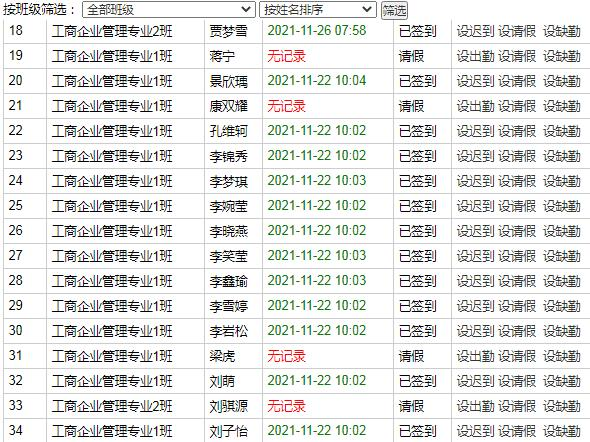 按班级筛选： 全部班级 按姓名排序 筛选
18 工商企业管理专业2班 贾梦雪 2021-11-26 07:58 已签到 设迟到 设请假 设缺勤
19 工商企业管理专业1班 蒋宁 无记录 请假 设出勤 设迟到 设缺勤
20 工商企业管理专业1班 景欣瑀 2021-11-22 10:04 已签到 设迟到 设请假 设缺勤
21 工商企业管理专业1班 康双耀 无记录 请假 设出勤 设迟到 设缺勤
22 工商企业管理专业1班 孔维轲 2021-11-22 10:02 已签到 设迟到 设请假 设缺勤
23 工商企业管理专业1班 李锦秀 2021-11-22 10:02 已签到 设迟到 设请假 设缺勤
24 工商企业管理专业1班 李梦琪 2021-11-22 10:03 已签到 设迟到 设请假 设缺勤
25 工商企业管理专业1班 李婉莹 2021-11-22 10:02 已签到 设迟到 设请假 设缺勤
26 工商企业管理专业1班 李晓燕 2021-11-22 10:02 已签到 设迟到 设请假 设缺勤
27 工商企业管理专业1班 李笑莹 2021-11-22 10:03 已签到 设迟到 设请假 设缺勤
28 工商企业管理专业1班 李鑫瑜 2021-11-22 10:03 已签到 设迟到 设请假 设缺勤
29 工商企业管理专业1班 李雪婷 2021-11-22 10:02 已签到 设迟到 设请假 设缺勤
30 工商企业管理专业1班 李岩松 2021-11-22 10:02 已签到 设迟到 设请假 设缺勤
31 工商企业管理专业1班 梁虎 无记录 请假 设出勤 设迟到 设缺勤
32 工商企业管理专业1班 刘萌 2021-11-22 10:02 已签到 设迟到 设请假 设缺勤
33 工商企业管理专业2班 刘骐源 无记录 请假 设出勤 设迟到 设缺勤
34 工商企业管理专业1班 刘子怡 2021-11-22 10:02 已签到 设迟到 设请假 设缺勤